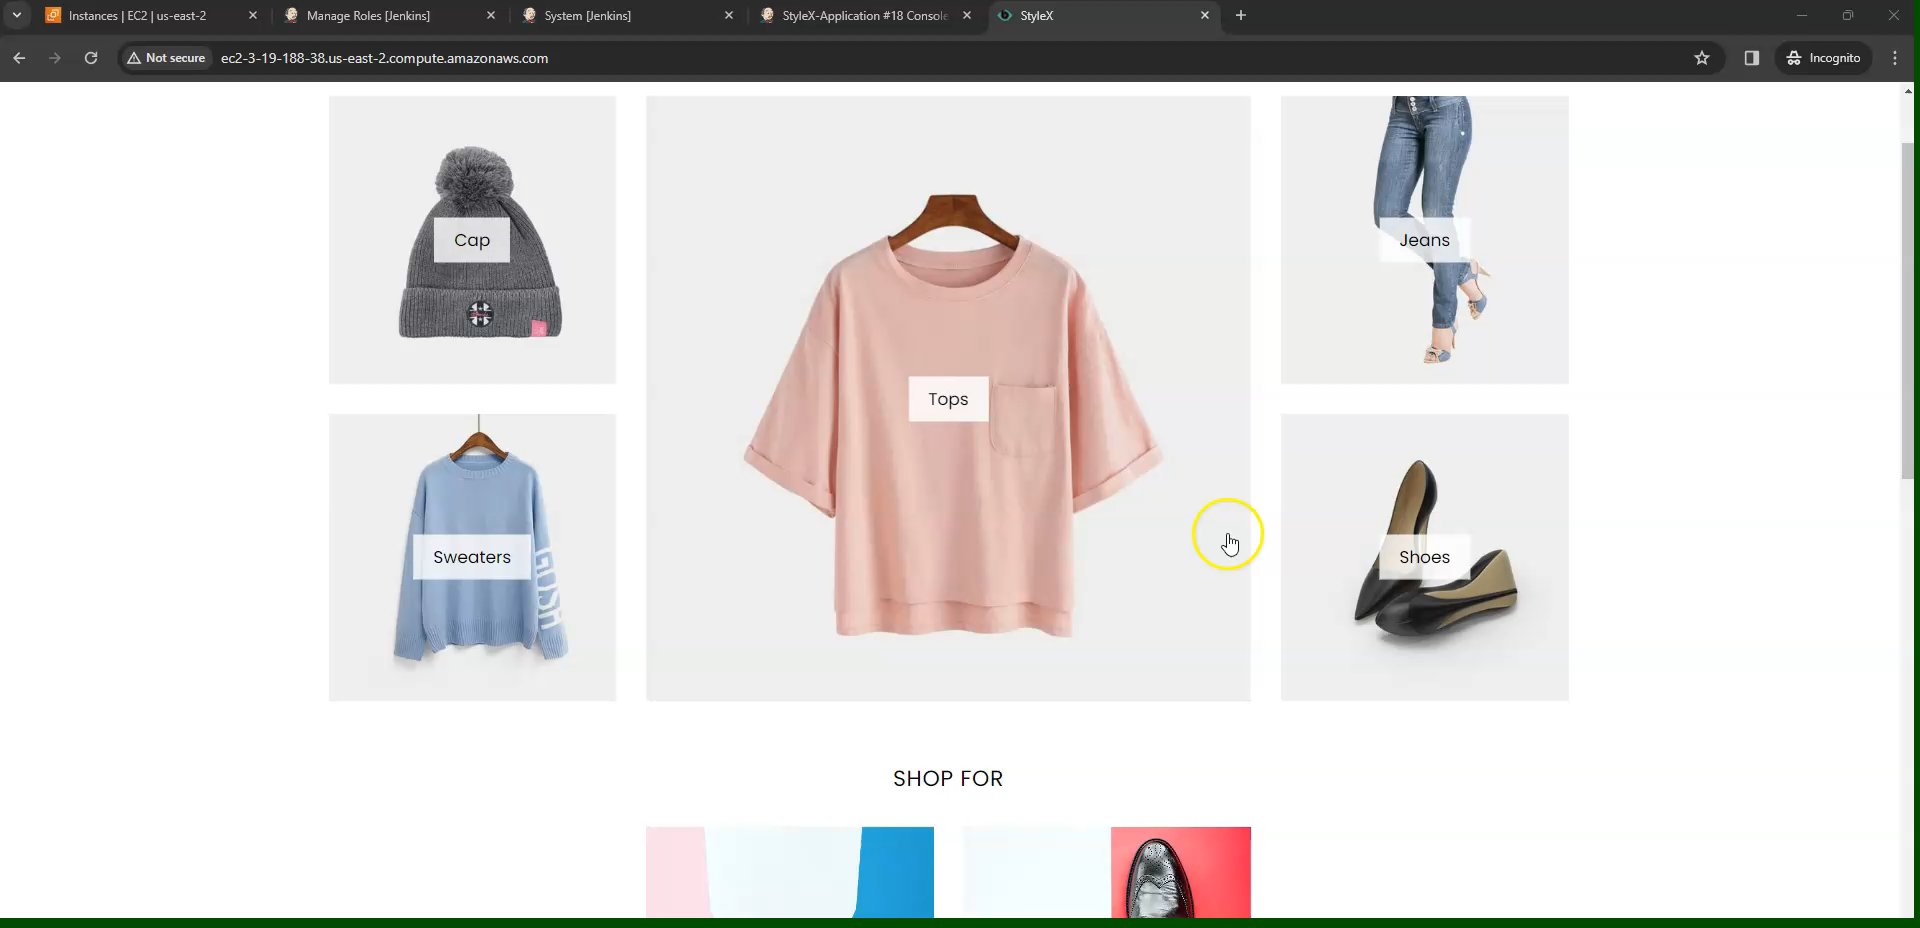 Instances | EC2 | us-east-2
Manage Roles [Jenkins]
System [Jenkins]
StyleX-Application #18 Console
StyleX
Not secure
ec2-3-19-188-38.us-east-2.compute.amazonaws.com
Incognito
Cap
Tops
Jeans
Sweaters
Shoes
SHOP FOR